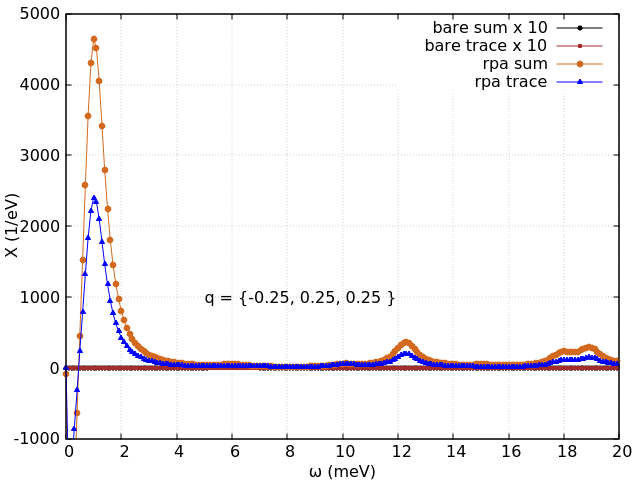 bare sum x 10
bare trace x 10
rpa sum
rpa trace
5000
4000
3000
2000
1000
0
-1000
X (1/eV)
q = {-0.25, 0.25, 0.25 }
0 2 4 6 8 10 12 14 16 18 20
ω (meV)